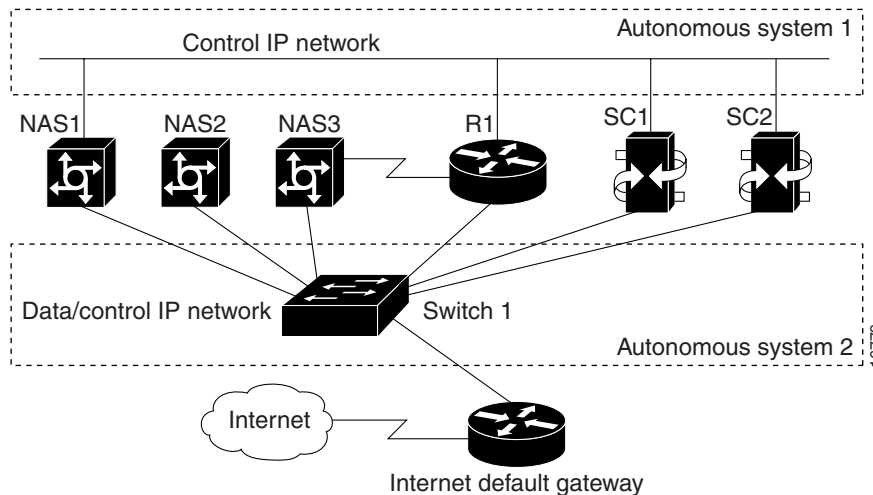 Autonomous system 1
Control IP network
NAS1 NAS2 NAS3 R1 SC1 SC2
Data/control IP network Switch 1
Autonomous system 2
Internet
Internet default gateway